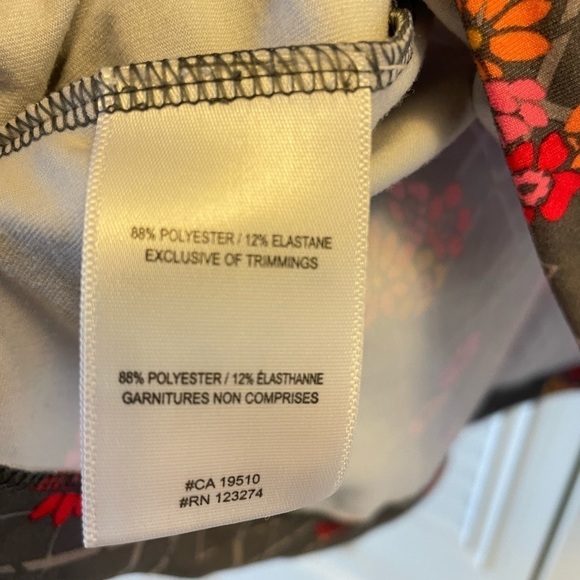 88% POLYESTER / 12% ELASTANE
EXCLUSIVE OF TRIMMINGS
88% POLYESTER / 12% ÉLASTHANNE
GARNITURES NON COMPRISES
#CA 19510
#RN 123274